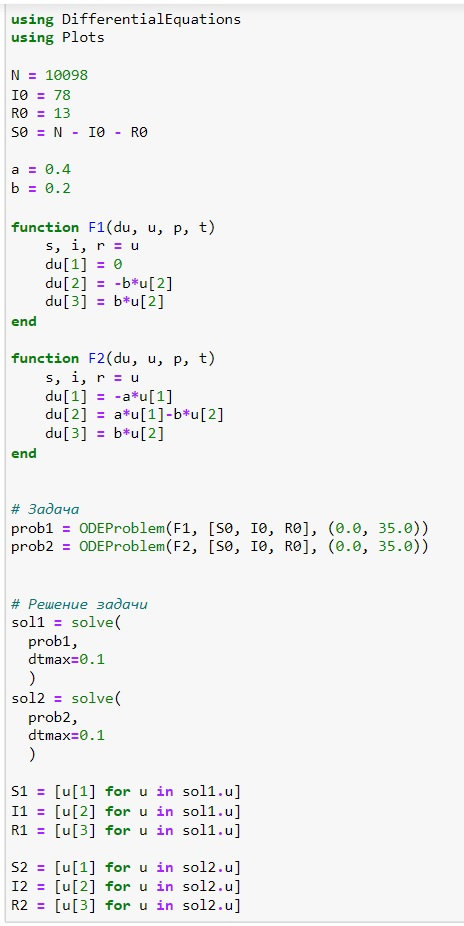 using DifferentialEquations
using Plots
N = 10098
I0 = 78
R0 = 13
S0 = N - I0 - R0
a = 0.4
b = 0.2
function F1(du, u, p, t)
    s, i, r = u
    du[1] = 0
    du[2] = -b*u[2]
    du[3] = b*u[2]
end
function F2(du, u, p, t)
    s, i, r = u
    du[1] = -a*u[1]
    du[2] = a*u[1]-b*u[2]
    du[3] = b*u[2]
end
# Задача
prob1 = ODEProblem(F1, [S0, I0, R0], (0.0, 35.0))
prob2 = ODEProblem(F2, [S0, I0, R0], (0.0, 35.0))
# Решение задачи
sol1 = solve(
  prob1,
  dtmax=0.1
  )
sol2 = solve(
  prob2,
  dtmax=0.1
  )
S1 = [u[1] for u in sol1.u]
I1 = [u[2] for u in sol1.u]
R1 = [u[3] for u in sol1.u]
S2 = [u[1] for u in sol2.u]
I2 = [u[2] for u in sol2.u]
R2 = [u[3] for u in sol2.u]